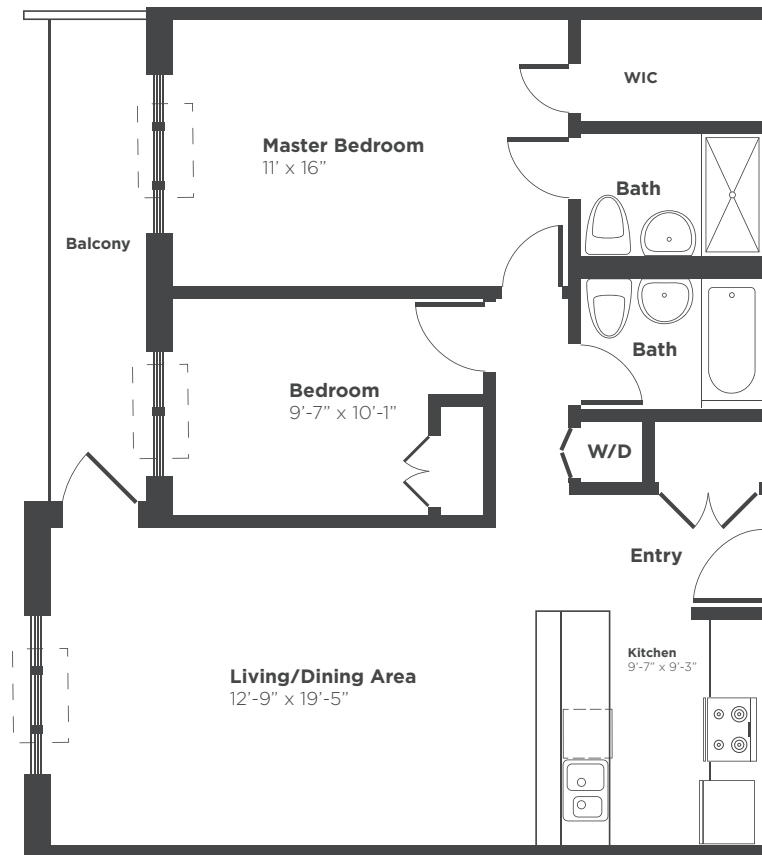 WIC
Master Bedroom
11’ x 16”
Bath
Balcony
Bath
Bedroom
9’-7” x 10’-1”
W/D
Entry
Kitchen
9’-7” x 9’-3”
Living/Dining Area
12’-9” x 19’-5”